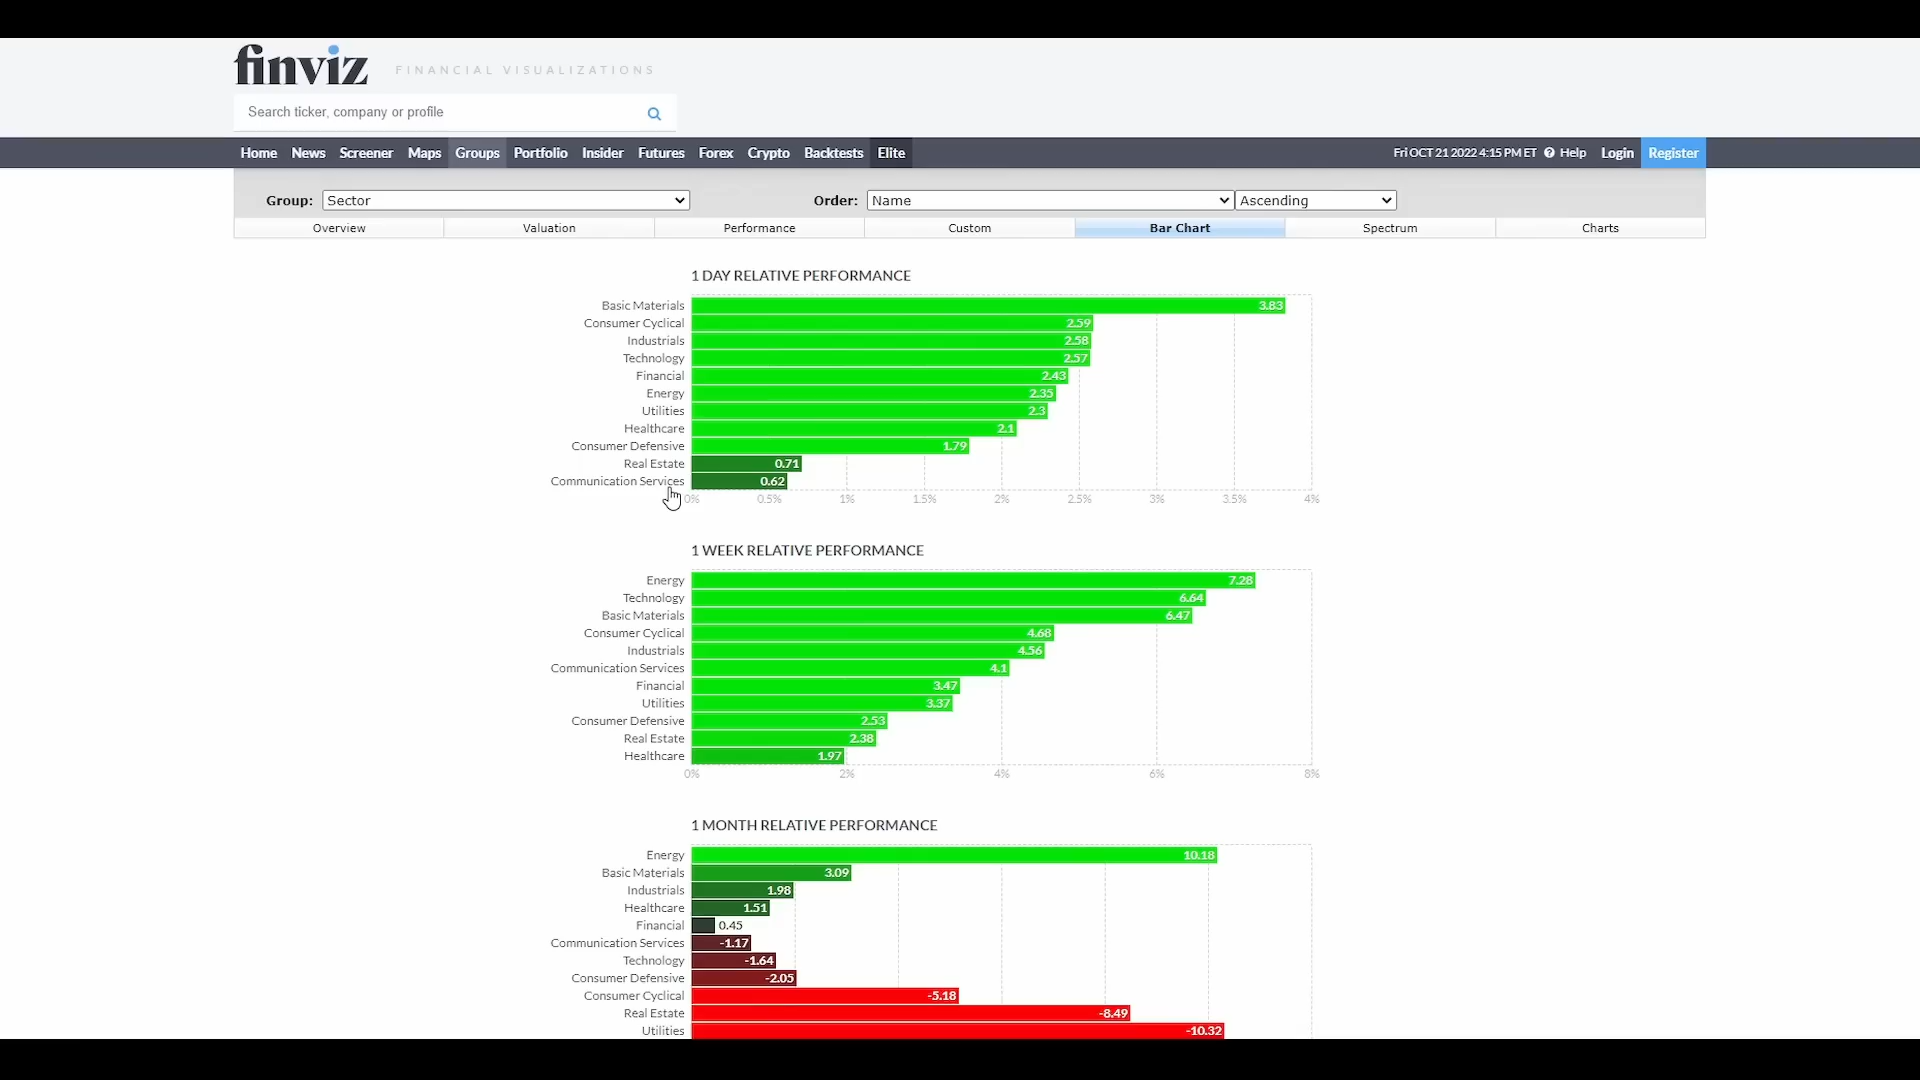 finviz FINANCIAL VISUALIZATIONS
Search ticker, company or profile
Home News Screener Maps Groups Portfolio Insider Futures Forex Crypto Backtests Elite Fri OCT 21 2022 4:15 PM ET Help Login Register
Group: Sector Order: Name Ascending
Overview Valuation Performance Custom Bar Chart Spectrum Charts
1 DAY RELATIVE PERFORMANCE
Basic Materials 3.83
Consumer Cyclical 2.59
Industrials 2.58
Technology 2.57
Financial 2.43
Energy 2.35
Utilities 2.3
Healthcare 2.1
Consumer Defensive 1.79
Real Estate 0.71
Communication Services 0.62
0% 0.5% 1% 1.5% 2% 2.5% 3% 3.5% 4%
1 WEEK RELATIVE PERFORMANCE
Energy 7.28
Technology 6.64
Basic Materials 6.47
Consumer Cyclical 4.68
Industrials 4.56
Communication Services 4.1
Financial 3.47
Utilities 3.37
Consumer Defensive 2.53
Real Estate 2.38
Healthcare 1.97
0% 2% 4% 6% 8%
1 MONTH RELATIVE PERFORMANCE
Energy 10.18
Basic Materials 3.09
Industrials 1.98
Healthcare 1.51
Financial 0.45
Communication Services -1.17
Technology -1.64
Consumer Defensive -2.05
Consumer Cyclical -5.18
Real Estate -8.49
Utilities -10.32